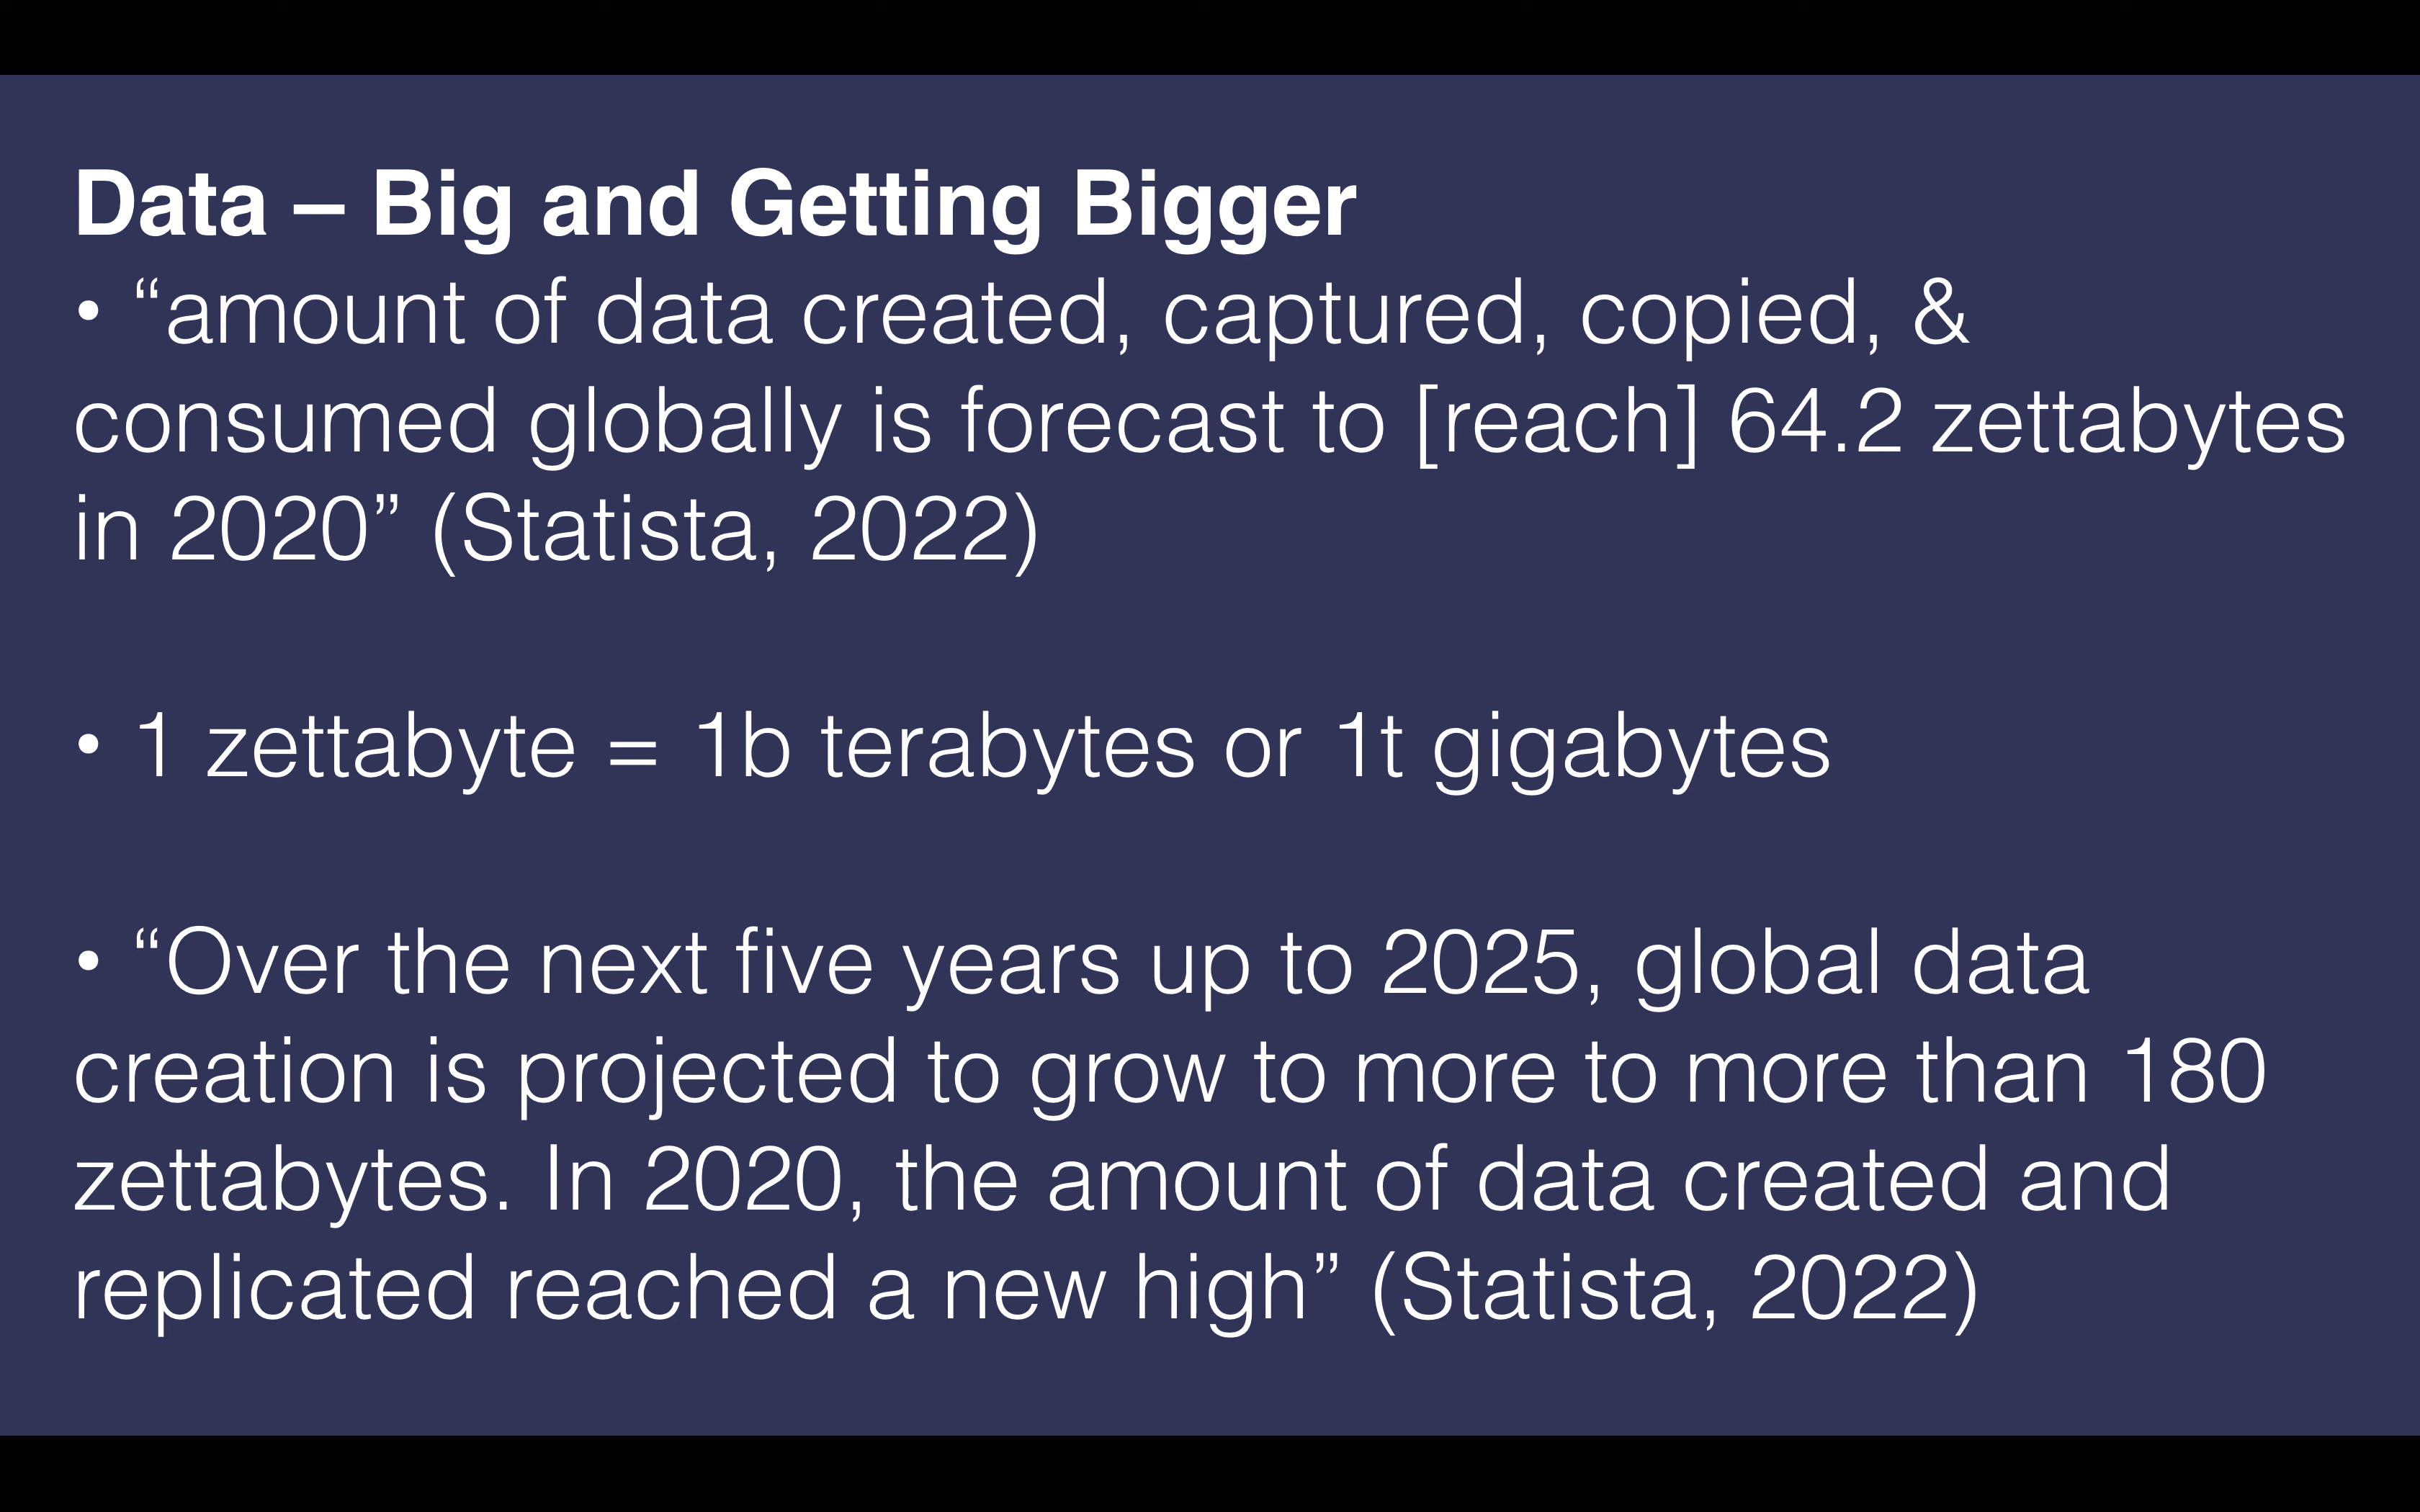 Data – Big and Getting Bigger
• “amount of data created, captured, copied, &
consumed globally is forecast to [reach] 64.2 zettabytes
in 2020” (Statista, 2022)
• 1 zettabyte = 1b terabytes or 1t gigabytes
• “Over the next five years up to 2025, global data
creation is projected to grow to more to more than 180
zettabytes. In 2020, the amount of data created and
replicated reached a new high” (Statista, 2022)